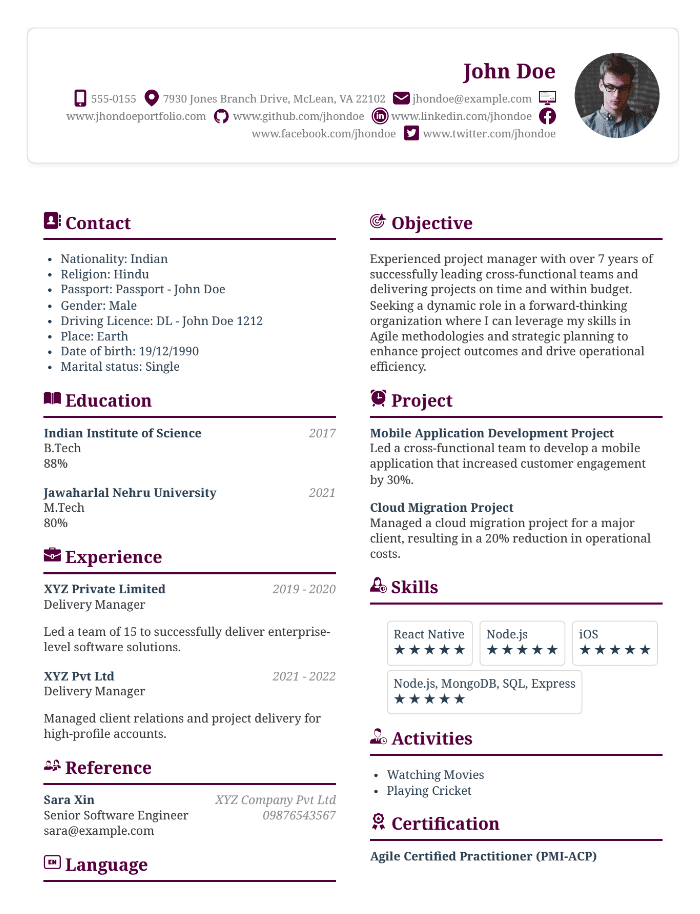 John Doe
555-0155 7930 Jones Branch Drive, McLean, VA 22102 jhondoe@example.com
www.jhondoeportfolio.com www.github.com/jhondoe www.linkedin.com/jhondoe
www.facebook.com/jhondoe www.twitter.com/jhondoe
Contact
• Nationality: Indian
• Religion: Hindu
• Passport: Passport - John Doe
• Gender: Male
• Driving Licence: DL - John Doe 1212
• Place: Earth
• Date of birth: 19/12/1990
• Marital status: Single
Education
Indian Institute of Science 2017
B.Tech
88%
Jawaharlal Nehru University 2021
M.Tech
80%
Experience
XYZ Private Limited 2019 - 2020
Delivery Manager
Led a team of 15 to successfully deliver enterprise-
level software solutions.
XYZ Pvt Ltd 2021 - 2022
Delivery Manager
Managed client relations and project delivery for
high-profile accounts.
Reference
Sara Xin XYZ Company Pvt Ltd
Senior Software Engineer 09876543567
sara@example.com
Language
Objective
Experienced project manager with over 7 years of
successfully leading cross-functional teams and
delivering projects on time and within budget.
Seeking a dynamic role in a forward-thinking
organization where I can leverage my skills in
Agile methodologies and strategic planning to
enhance project outcomes and drive operational
efficiency.
Project
Mobile Application Development Project
Led a cross-functional team to develop a mobile
application that increased customer engagement
by 30%.
Cloud Migration Project
Managed a cloud migration project for a major
client, resulting in a 20% reduction in operational
costs.
Skills
React Native Node.js iOS
★★★★★ ★★★★★ ★★★★★
Node.js, MongoDB, SQL, Express
★★★★★
Activities
• Watching Movies
• Playing Cricket
Certification
Agile Certified Practitioner (PMI-ACP)